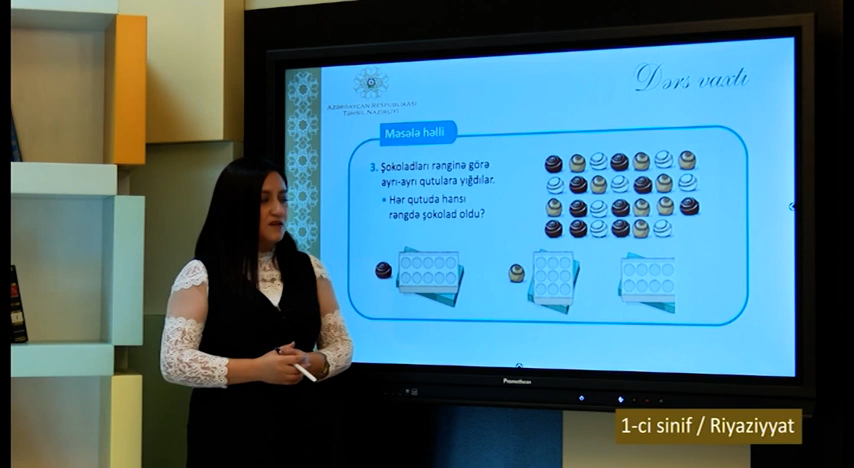 Dərs vaxtı
AZƏRBAYCAN RESPUBLİKASI
TƏHSİL NAZİRLİYİ
Məsələ həlli
3. Şokoladları rənginə görə
ayrı-ayrı qutulara yığdılar.
• Hər qutuda hansı
rəngdə şokolad oldu?
Promethean
1-ci sinif / Riyaziyyat